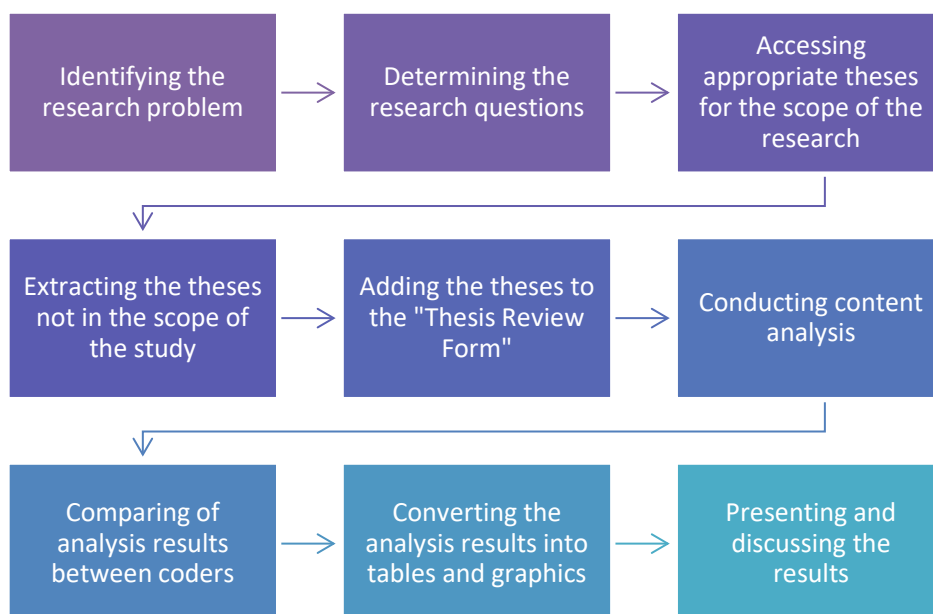 Identifying the
research problem
Determining the
research questions
Accessing
appropriate theses
for the scope of the
research
Extracting the theses
not in the scope of
the study
Adding the theses to
the "Thesis Review
Form"
Conducting content
analysis
Comparing of
analysis results
between coders
Converting the
analysis results into
tables and graphics
Presenting and
discussing the
results